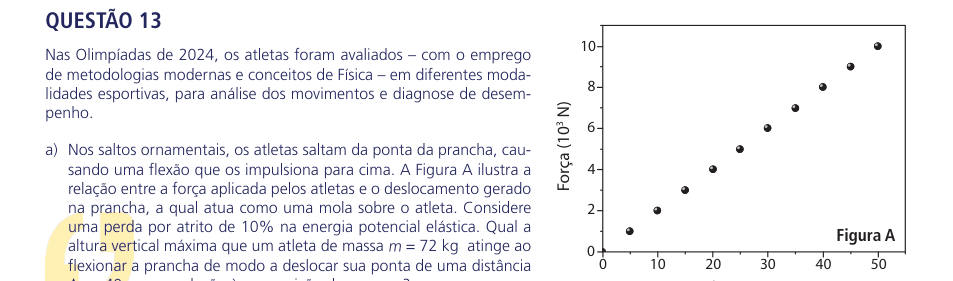 QUESTÃO 13
Nas Olimpíadas de 2024, os atletas foram avaliados – com o emprego
de metodologias modernas e conceitos de Física – em diferentes moda-
lidades esportivas, para análise dos movimentos e diagnose de desem-
penho.
a) Nos saltos ornamentais, os atletas saltam da ponta da prancha, cau-
sando uma flexão que os impulsiona para cima. A Figura A ilustra a
relação entre a força aplicada pelos atletas e o deslocamento gerado
na prancha, a qual atua como uma mola sobre o atleta. Considere
uma perda por atrito de 10% na energia potencial elástica. Qual a
altura vertical máxima que um atleta de massa m = 72 kg atinge ao
flexionar a prancha de modo a deslocar sua ponta de uma distância
Força (10³ N)
10
8
6
4
2
0
Figura A
0 10 20 30 40 50